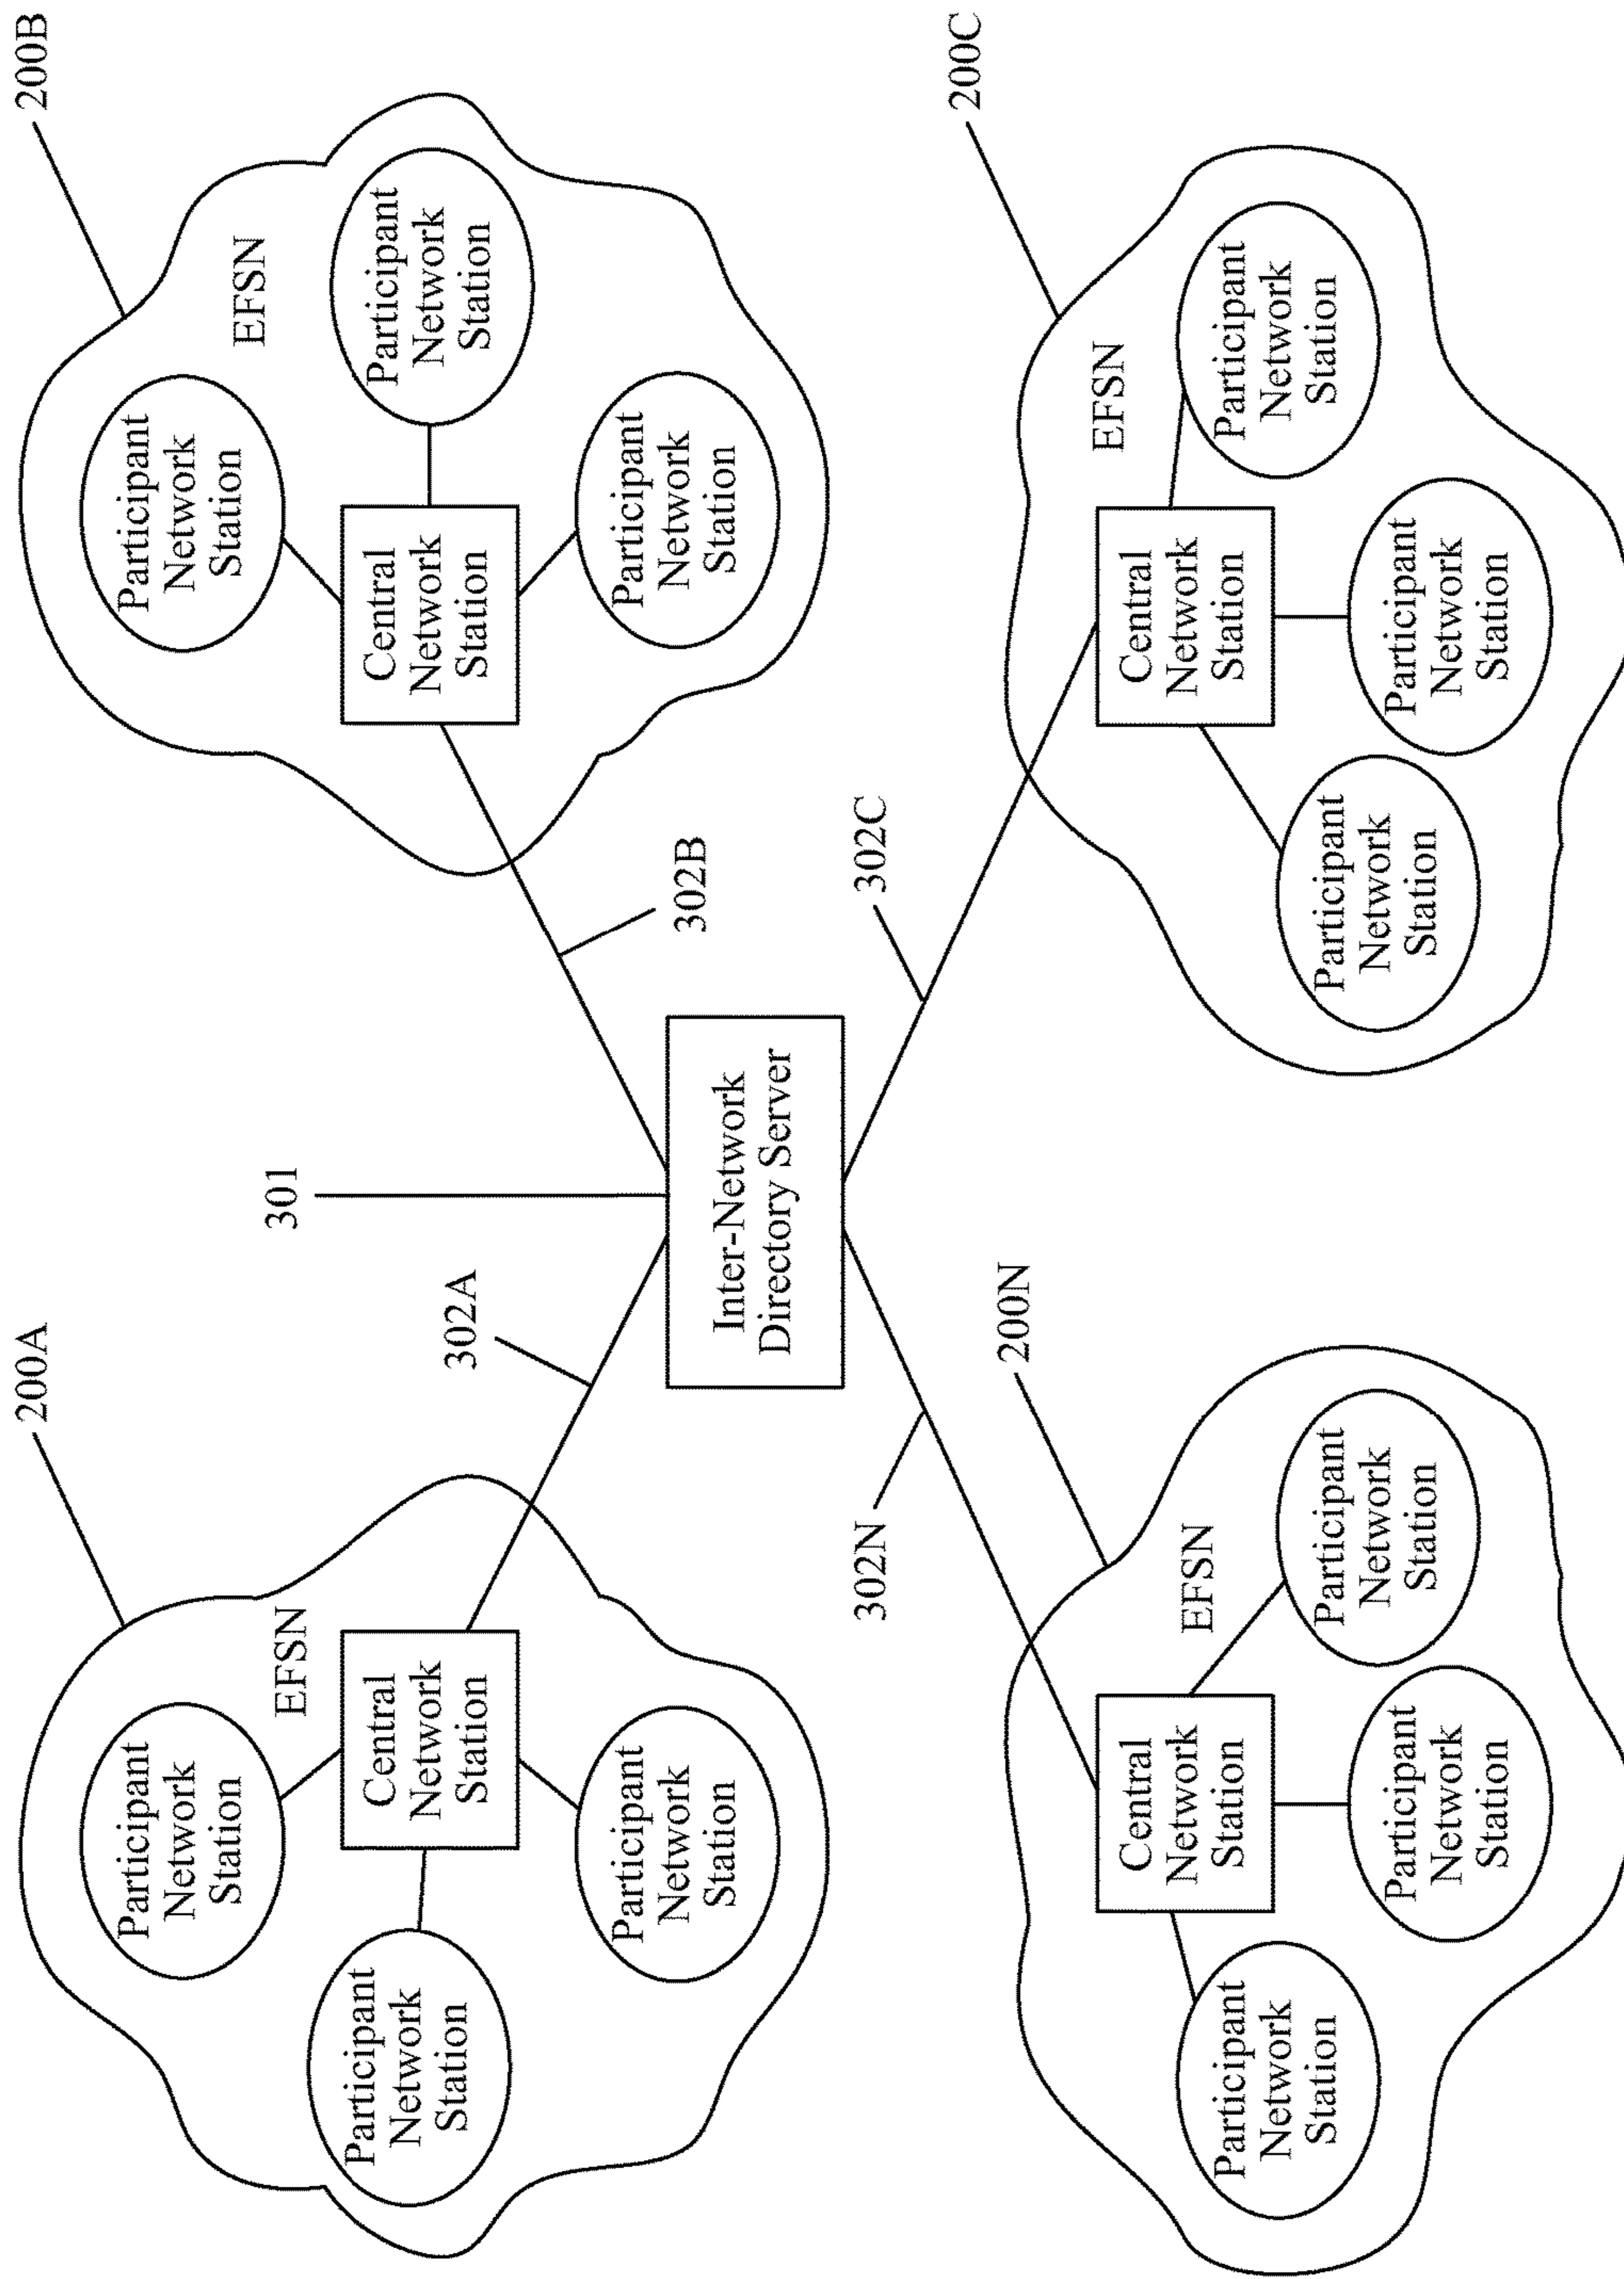 200A
EFSN
Participant
Network
Station
Participant
Network
Station
Central
Network
Station
Participant
Network
Station
302A
301
200B
EFSN
Participant
Network
Station
Central
Network
Station
Participant
Network
Station
Participant
Network
Station
302B
Inter-Network
Directory Server
302N
200N
EFSN
Central
Network
Station
Participant
Network
Station
Participant
Network
Station
Participant
Network
Station
302C
200C
EFSN
Central
Network
Station
Participant
Network
Station
Participant
Network
Station
Participant
Network
Station